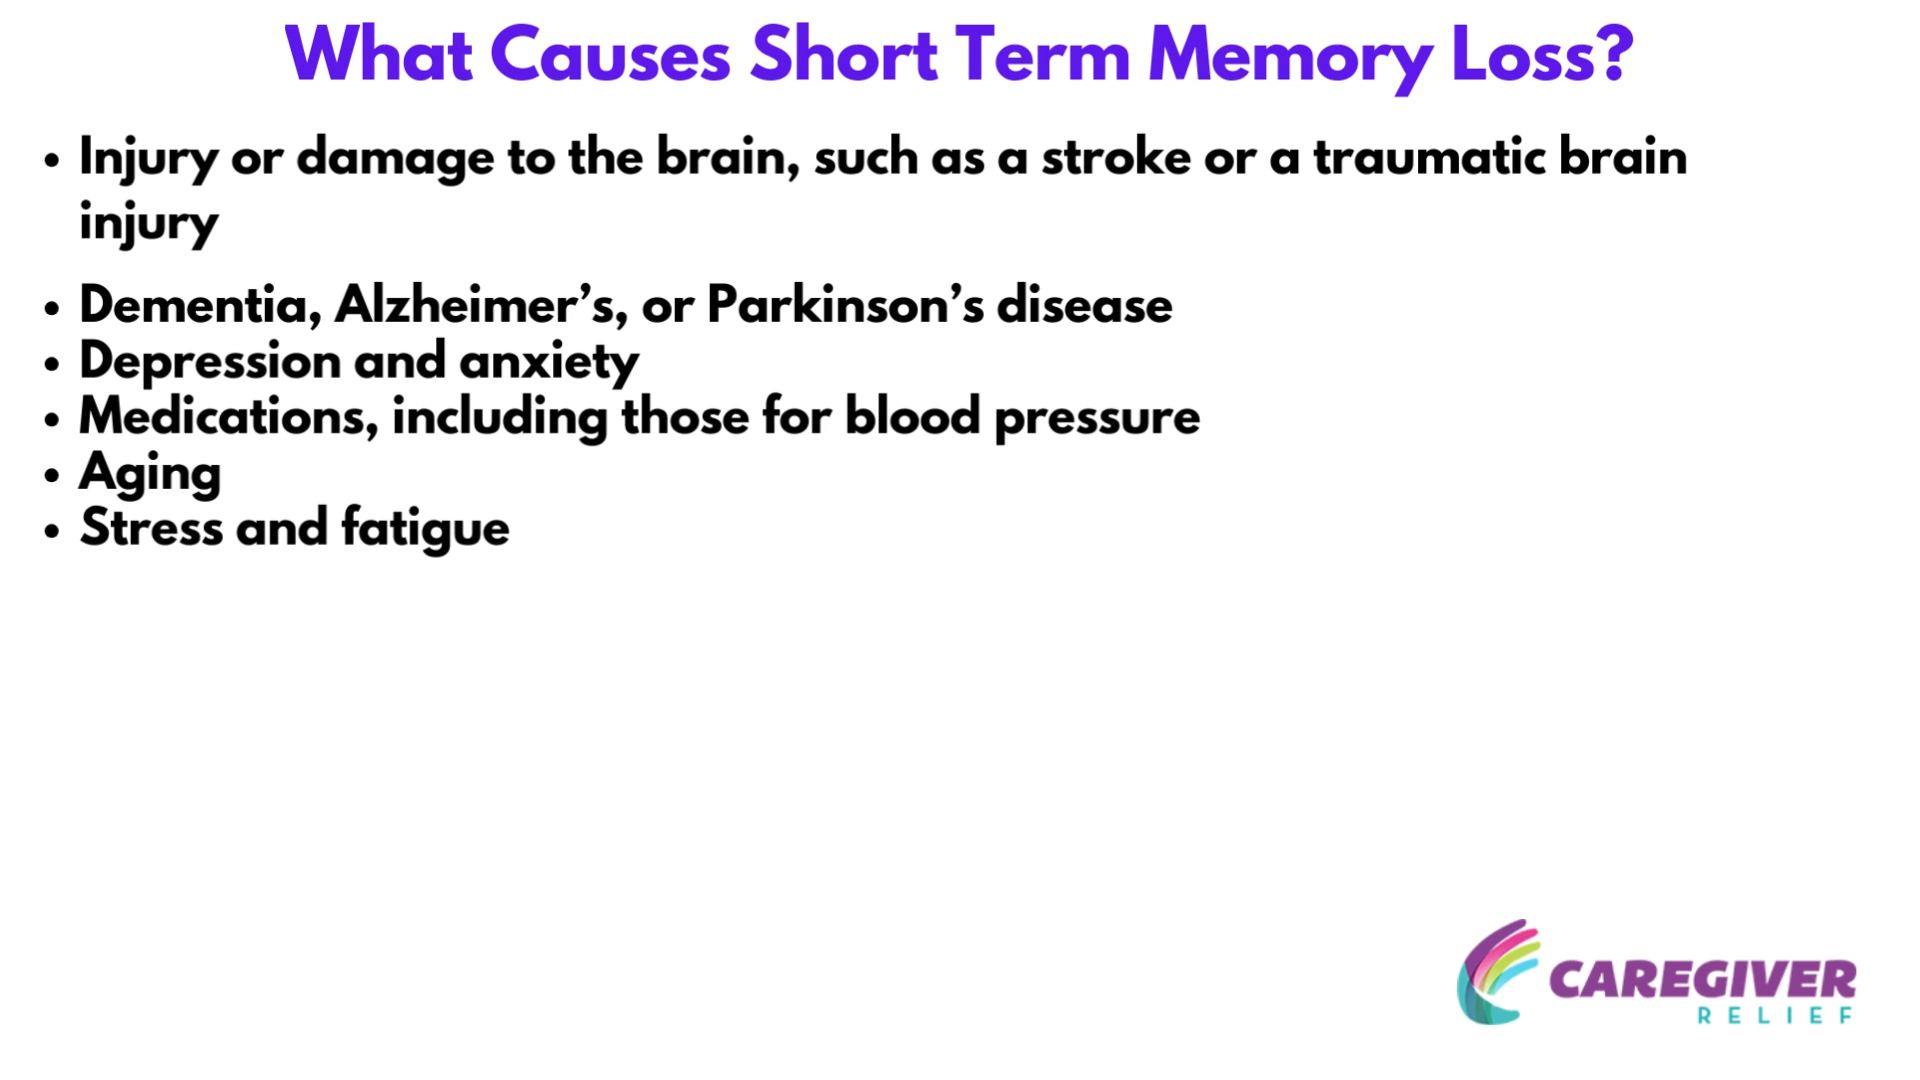 What Causes Short Term Memory Loss?
• Injury or damage to the brain, such as a stroke or a traumatic brain
injury
• Dementia, Alzheimer’s, or Parkinson’s disease
• Depression and anxiety
• Medications, including those for blood pressure
• Aging
• Stress and fatigue
CAREGIVER
RELIEF